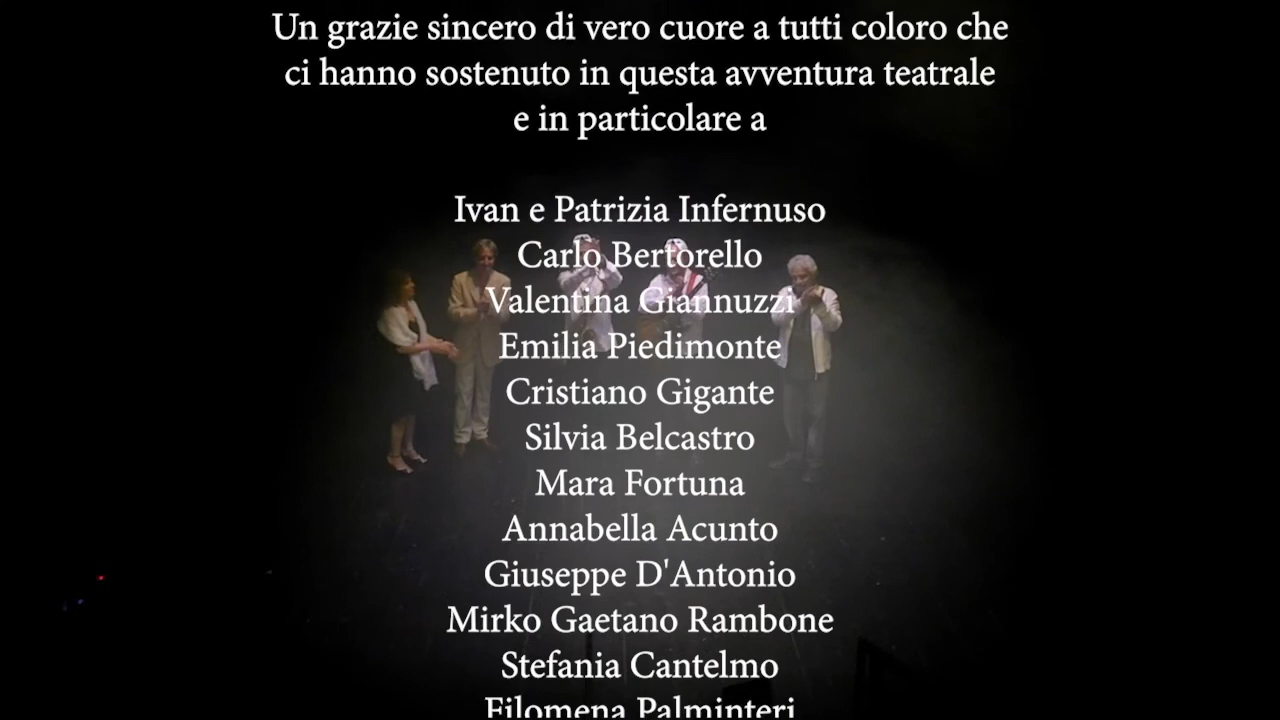 Un grazie sincero di vero cuore a tutti coloro che
ci hanno sostenuto in questa avventura teatrale
e in particolare a
Ivan e Patrizia Infernuso
Carlo Bertorello
Valentina Giannuzzi
Emilia Piedimonte
Cristiano Gigante
Silvia Belcastro
Mara Fortuna
Annabella Acunto
Giuseppe D'Antonio
Mirko Gaetano Rambone
Stefania Cantelmo
Filomena Palminteri